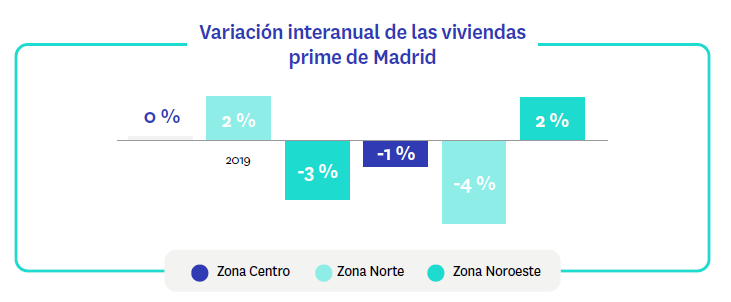 Variación interanual de las viviendas
prime de Madrid
0 %
2 %
2019
-3 %
-1 %
-4 %
2 %
Zona Centro
Zona Norte
Zona Noroeste